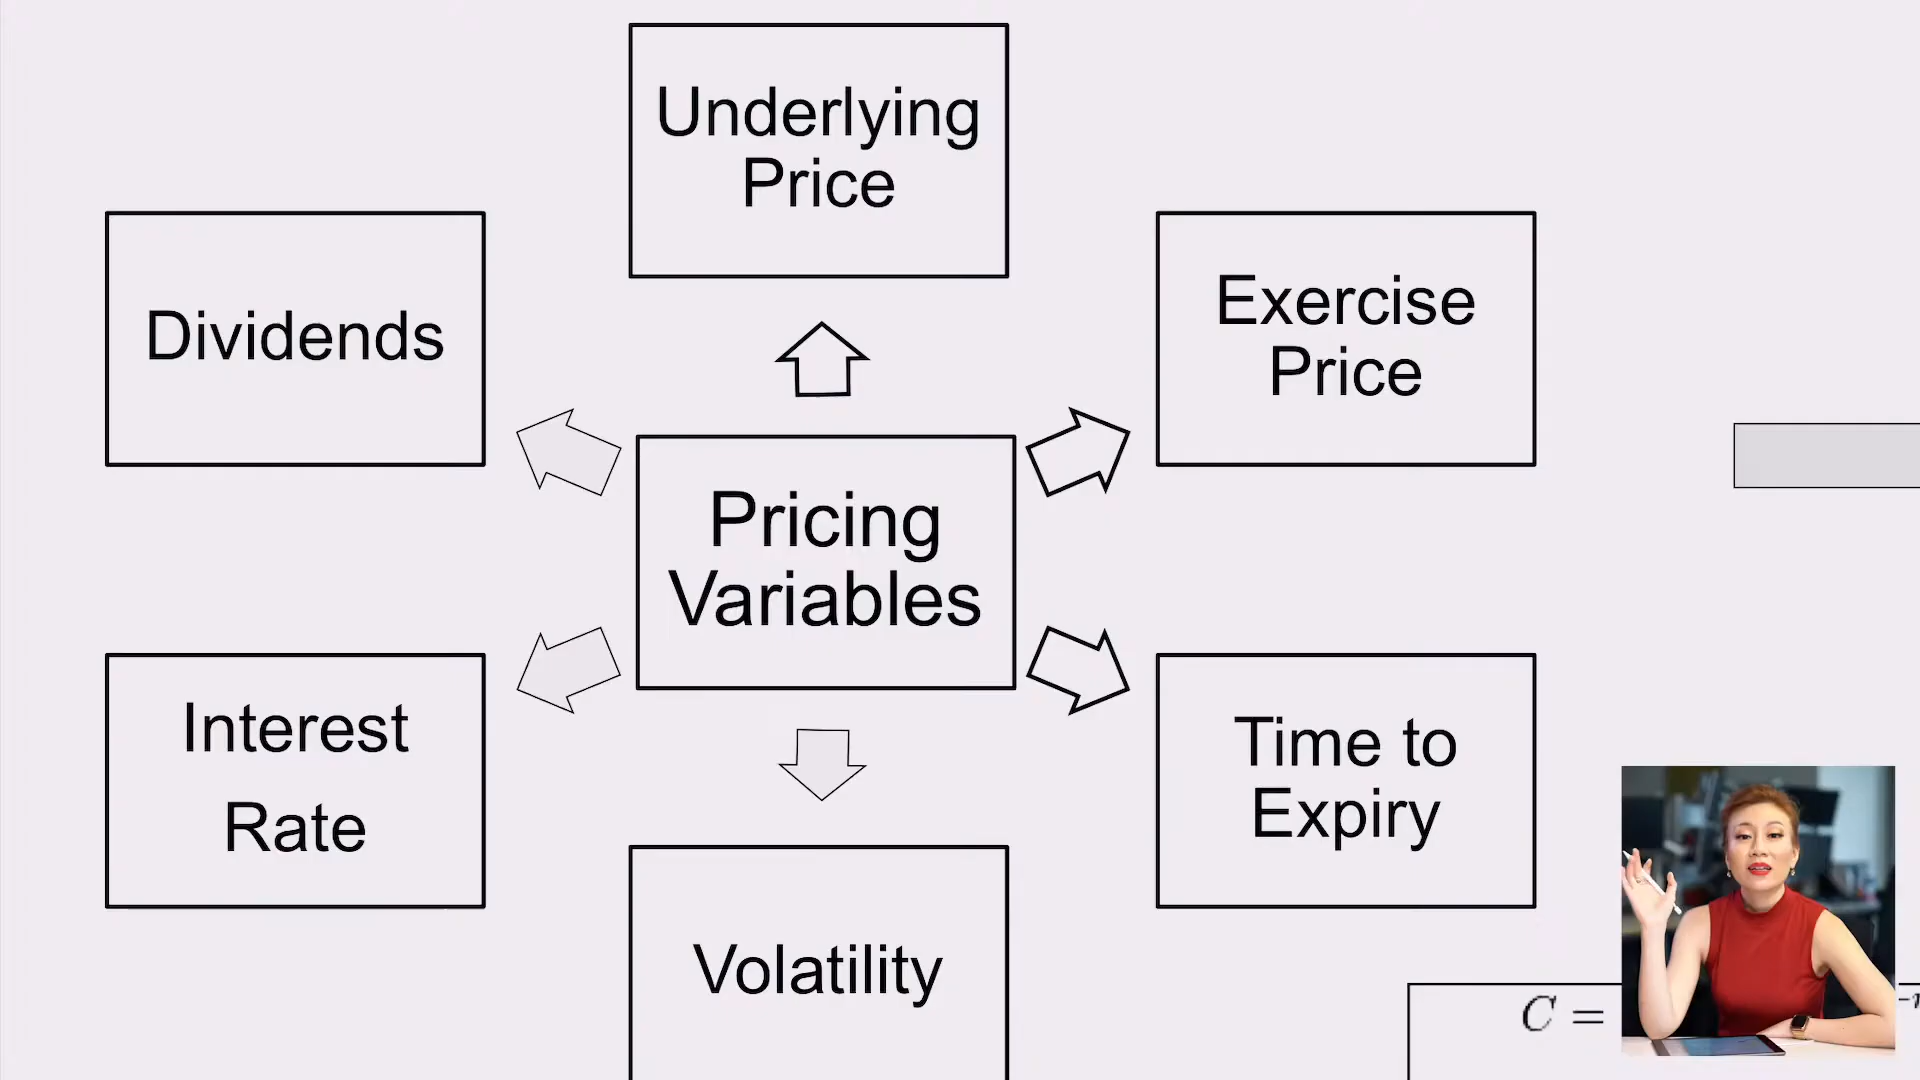 Underlying
Price
Dividends
Exercise
Price
Pricing
Variables
Interest
Rate
Time to
Expiry
Volatility
C =